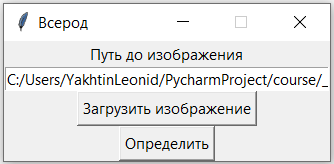 Всерод
Путь до изображения
C:/Users/YakhtinLeonid/PycharmProject/course/_
Загрузить изображение
Определить